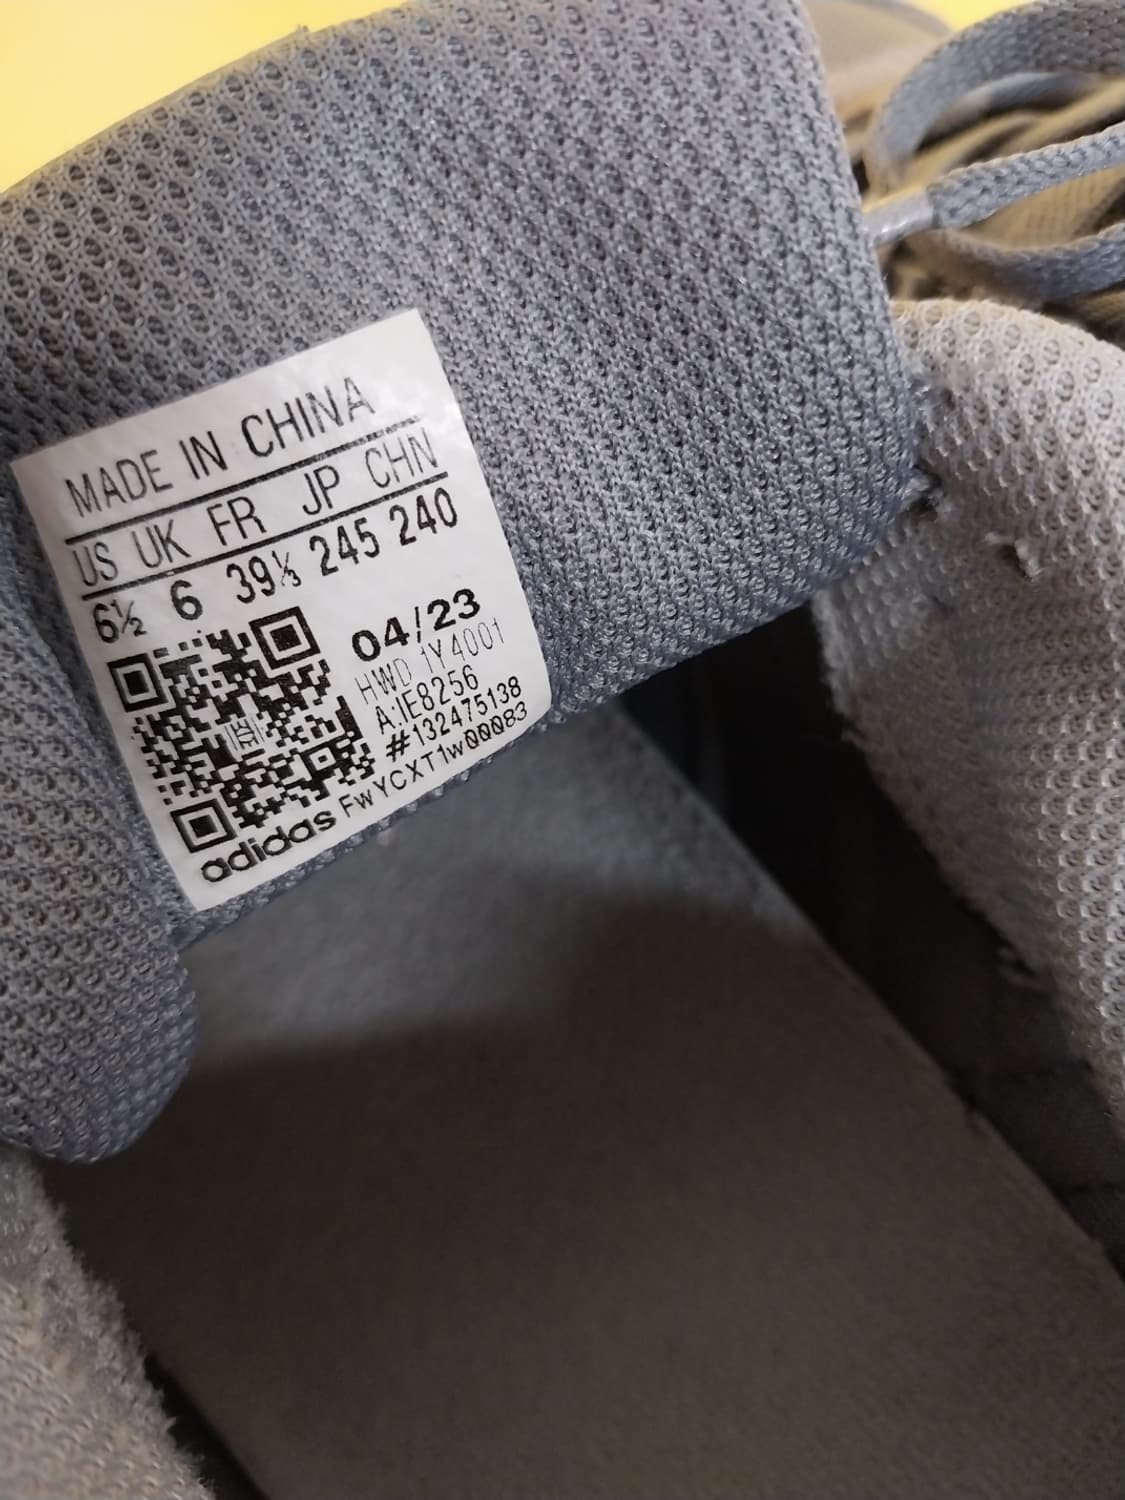 MADE IN CHINA
US UK FR JP CHN
6½ 6 39⅓ 245 240
04/23
HWD 1Y4001
A:IE8256
#132475138
FwYCXT1w00083
adidas